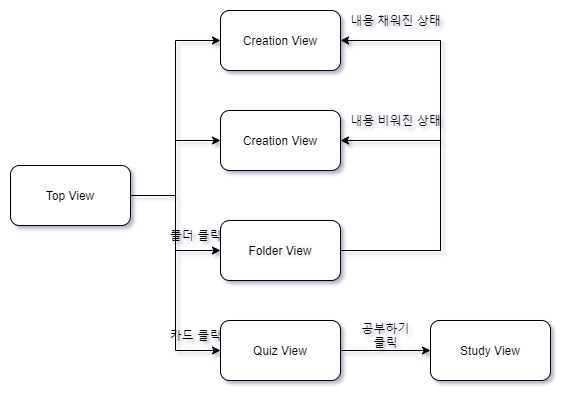 내용 채워진 상태
Creation View
내용 비워진 상태
Creation View
Top View
폴더 클릭
Folder View
카드 클릭
Quiz View
공부하기
클릭
Study View